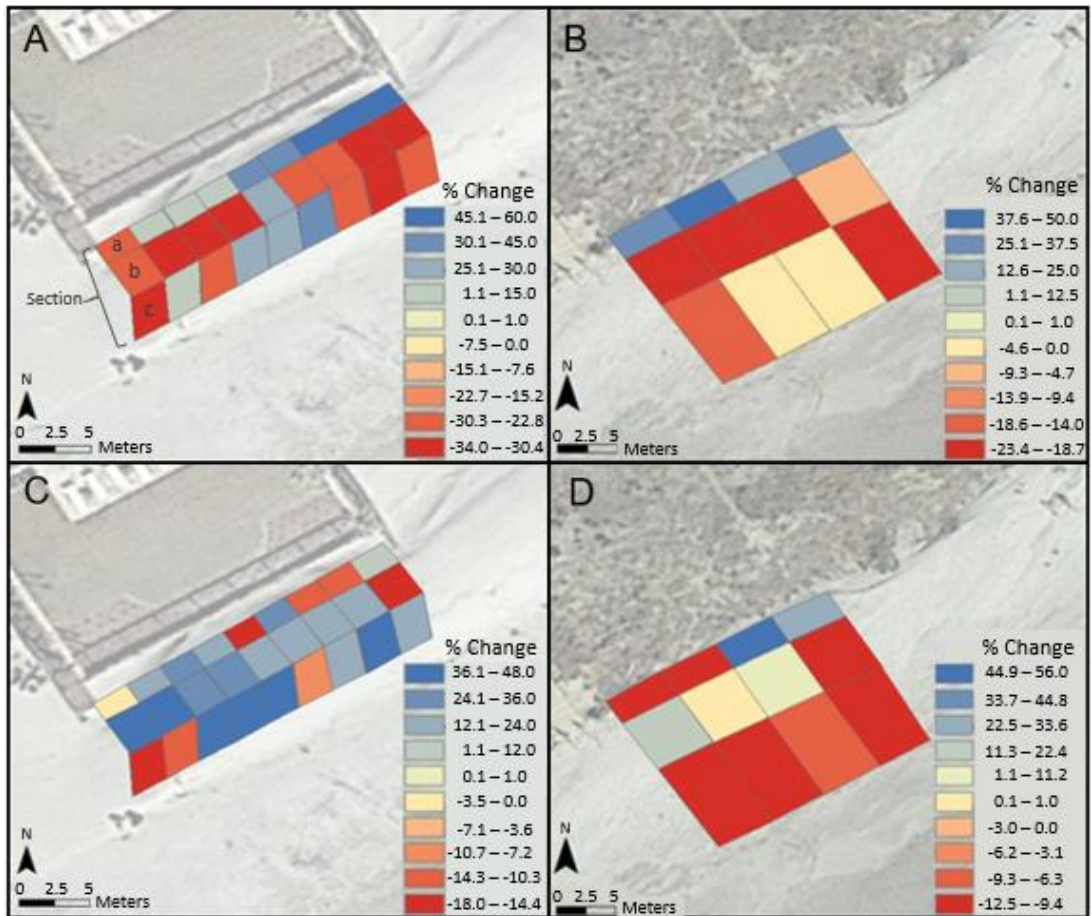 A
a
b
c
Section
% Change
45.1 – 60.0
30.1 – 45.0
25.1 – 30.0
1.1 – 15.0
0.1 – 1.0
-7.5 – 0.0
-15.1 – -7.6
-22.7 – -15.2
-30.3 – -22.8
-34.0 – -30.4
N
0 2.5 5
Meters
B
% Change
37.6 – 50.0
25.1 – 37.5
12.6 – 25.0
1.1 – 12.5
0.1 – 1.0
-4.6 – 0.0
-9.3 – -4.7
-13.9 – -9.4
-18.6 – -14.0
-23.4 – -18.7
N
0 2.5 5
Meters
C
% Change
36.1 – 48.0
24.1 – 36.0
12.1 – 24.0
1.1 – 12.0
0.1 – 1.0
-3.5 – 0.0
-7.1 – -3.6
-10.7 – -7.2
-14.3 – -10.3
-18.0 – -14.4
N
0 2.5 5
Meters
D
% Change
44.9 – 56.0
33.7 – 44.8
22.5 – 33.6
11.3 – 22.4
1.1 – 11.2
0.1 – 1.0
-3.0 – 0.0
-6.2 – -3.1
-9.3 – -6.3
-12.5 – -9.4
N
0 2.5 5
Meters